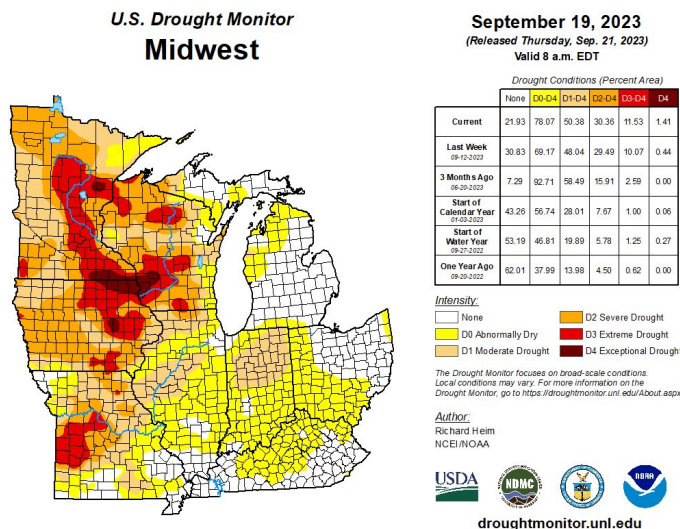 U.S. Drought Monitor
Midwest
September 19, 2023
(Released Thursday, Sep. 21, 2023)
Valid 8 a.m. EDT
Drought Conditions (Percent Area)
None D0-D4 D1-D4 D2-D4 D3-D4 D4
Current 21.93 78.07 50.38 30.36 11.53 1.41
Last Week 30.83 69.17 48.04 29.49 10.07 0.44
09-12-2023
3 Months Ago 7.29 92.71 58.49 15.91 2.59 0.00
06-20-2023
Start of
Calendar Year 43.26 56.74 28.01 7.67 1.00 0.06
01-03-2023
Start of
Water Year 53.19 46.81 19.89 5.78 1.25 0.27
09-27-2022
One Year Ago 62.01 37.99 13.98 4.50 0.62 0.00
09-20-2022
Intensity:
None D2 Severe Drought
D0 Abnormally Dry D3 Extreme Drought
D1 Moderate Drought D4 Exceptional Drought
The Drought Monitor focuses on broad-scale conditions.
Local conditions may vary. For more information on the
Drought Monitor, go to https://droughtmonitor.unl.edu/About.aspx
Author:
Richard Heim
NCEI/NOAA
USDA
NDMC
NOAA
droughtmonitor.unl.edu